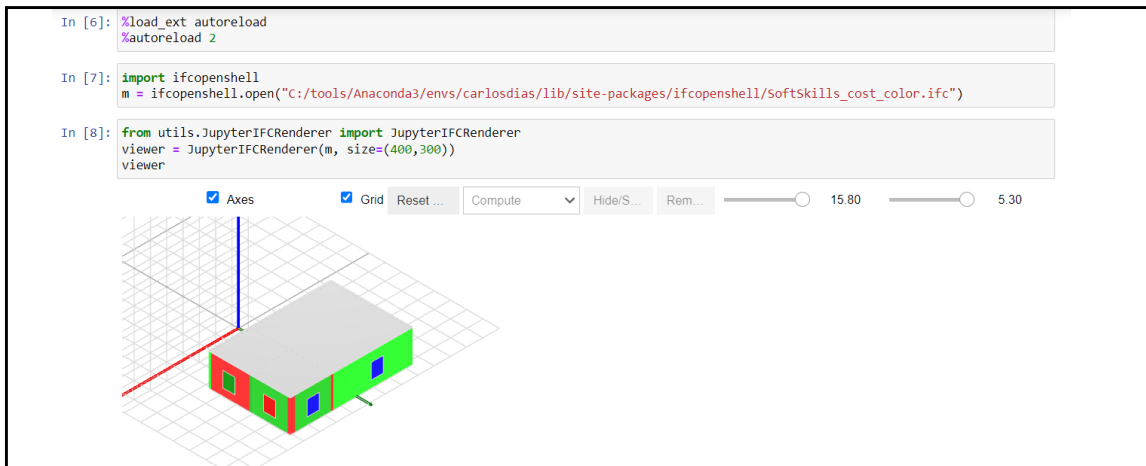 In [6]: %load_ext autoreload
%autoreload 2
In [7]: import ifcopenshell
m = ifcopenshell.open("C:/tools/Anaconda3/envs/carlosdias/lib/site-packages/ifcopenshell/SoftSkills_cost_color.ifc")
In [8]: from utils.JupyterIFCRenderer import JupyterIFCRenderer
viewer = JupyterIFCRenderer(m, size=(400,300))
viewer
Axes Grid Reset ... Compute Hide/S... Rem... 15.80 5.30